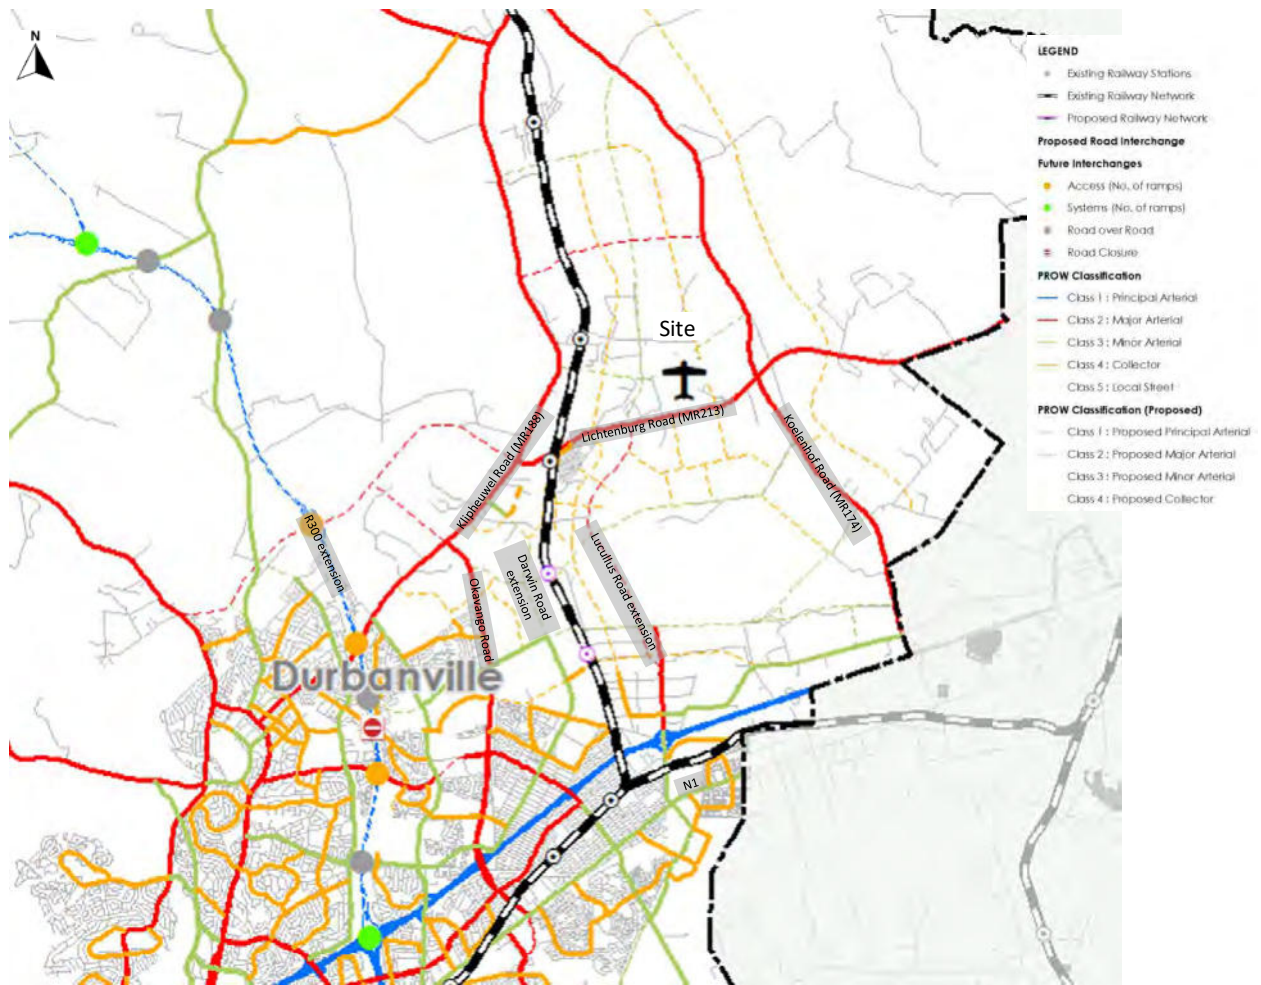 N
LEGEND
Existing Railway Stations
Existing Railway Network
Proposed Railway Network
Proposed Road Interchange
Future Interchanges
Access (No. of ramps)
Systems (No. of ramps)
Road over Road
Road Closure
PROW Classification
Class 1 : Principal Arterial
Class 2 : Major Arterial
Class 3 : Minor Arterial
Class 4 : Collector
Class 5 : Local Street
PROW Classification (Proposed)
Class 1 : Proposed Principal Arterial
Class 2 : Proposed Major Arterial
Class 3 : Proposed Minor Arterial
Class 4 : Proposed Collector
Site
Lichtenburg Road (MR213)
Klipheuwel Road (MR188)
Koelenhof Road (MR174)
R300 extension
Lucullus Road extension
Darwin Road
extension
Okavango Road
Durbanville
N1